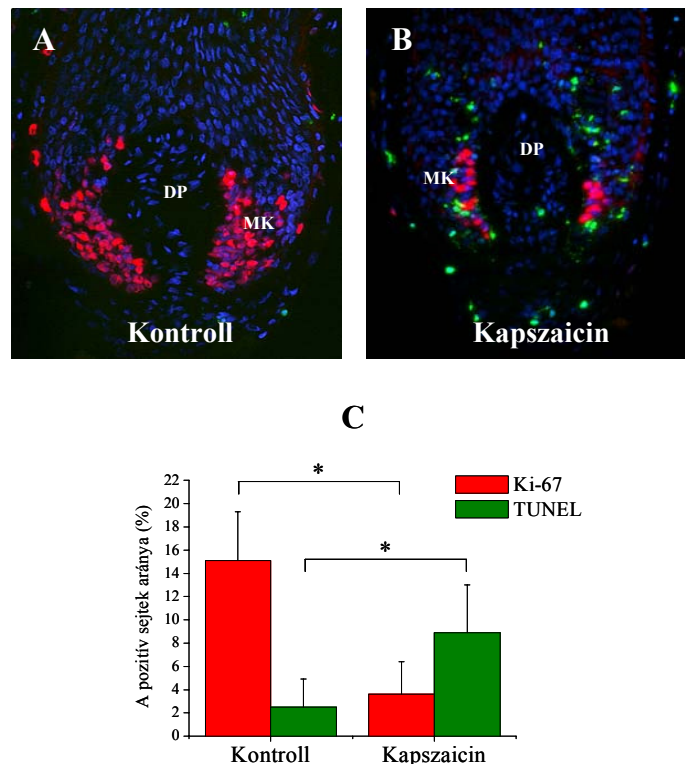 A
DP
MK
Kontroll
B
DP
MK
Kapszaicin
C
A pozitív sejtek aránya (%)
22
20
18
16
14
12
10
8
6
4
2
0
*
*
Ki-67
TUNEL
Kontroll
Kapszaicin